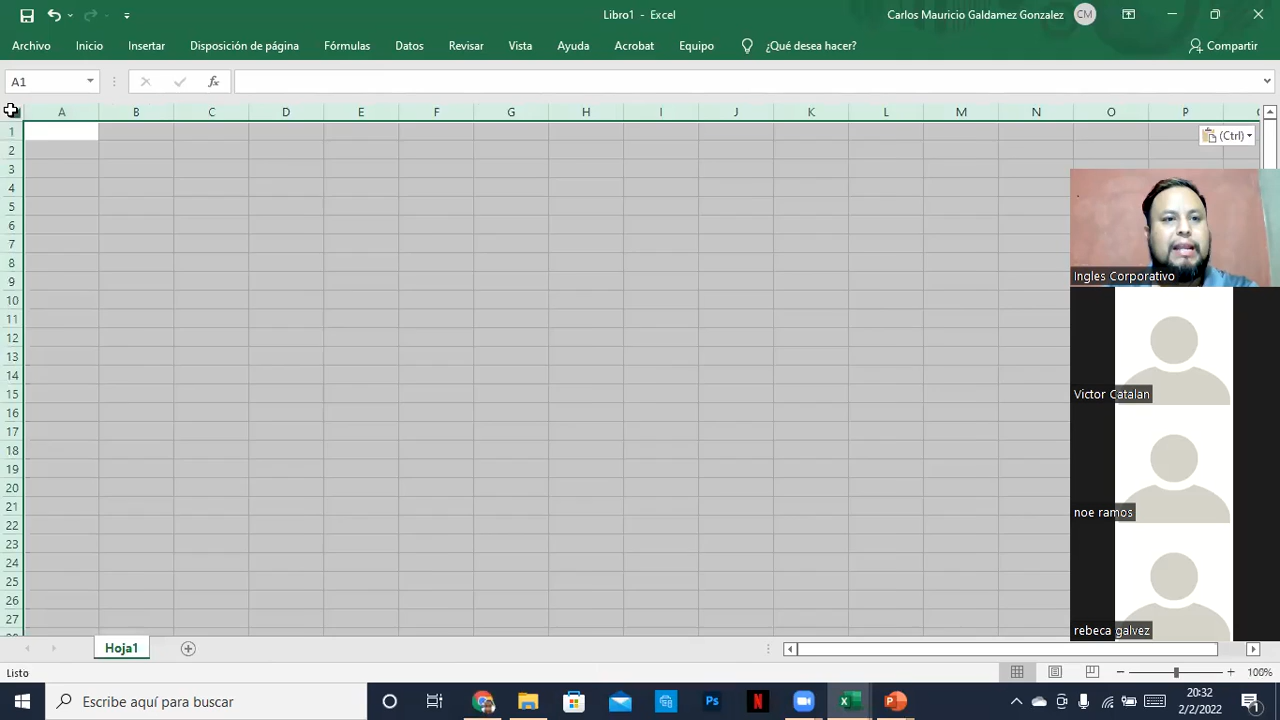 Libro1 - Excel
Carlos Mauricio Galdamez Gonzalez CM
Archivo Inicio Insertar Disposición de página Fórmulas Datos Revisar Vista Ayuda Acrobat Equipo ¿Qué desea hacer? Compartir
A1 fx
A B C D E F G H I J K L M N O P
1 (Ctrl)
2
3
4
5
6
7
8
9
Ingles Corporativo
10
11
12
13
14
15
Victor Catalan
16
17
18
19
20
21
noe ramos
22
23
24
25
26
27
rebeca galvez
Hoja1
Listo 100%
Escribe aquí para buscar
Ps N
20:32
2/2/2022
1